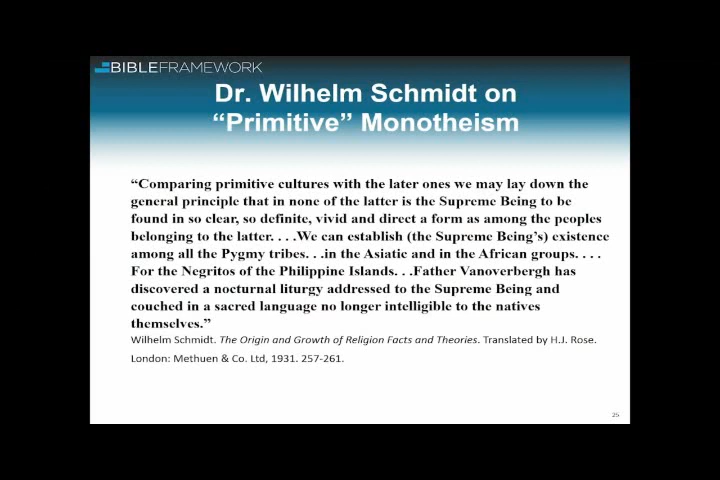 BIBLEFRAMEWORK
Dr. Wilhelm Schmidt on
“Primitive” Monotheism
“Comparing primitive cultures with the later ones we may lay down the
general principle that in none of the latter is the Supreme Being to be
found in so clear, so definite, vivid and direct a form as among the peoples
belonging to the latter. . . .We can establish (the Supreme Being’s) existence
among all the Pygmy tribes. . .in the Asiatic and in the African groups. . . .
For the Negritos of the Philippine Islands. . .Father Vanoverbergh has
discovered a nocturnal liturgy addressed to the Supreme Being and
couched in a sacred language no longer intelligible to the natives
themselves.”
Wilhelm Schmidt. The Origin and Growth of Religion Facts and Theories. Translated by H.J. Rose.
London: Methuen & Co. Ltd, 1931. 257-261.
25